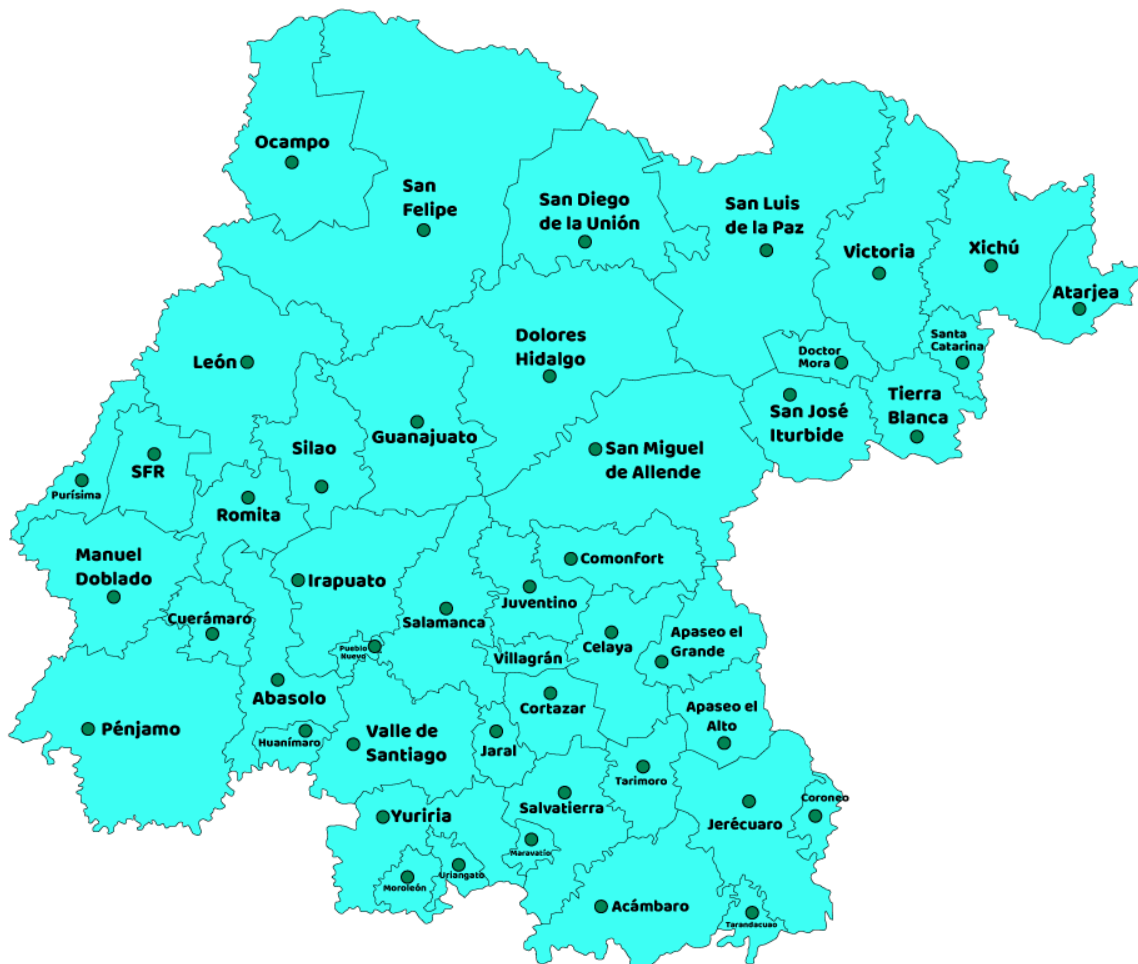 Ocampo
San
Felipe
San Diego
de la Unión
San Luis
de la Paz
Victoria
Xichú
Atarjea
León
Dolores
Hidalgo
Doctor
Mora
Santa
Catarina
Tierra
Blanca
San José
Iturbide
Silao
Guanajuato
San Miguel
de Allende
SFR
Purísima
Romita
Manuel
Doblado
Irapuato
Comonfort
Juventino
Cuerámaro
Salamanca
Pueblo
Nuevo
Villagrán
Celaya
Apaseo el
Grande
Abasolo
Cortazar
Apaseo el
Alto
Pénjamo
Huanímaro
Valle de
Santiago
Jaral
Tarimoro
Salvatierra
Coroneo
Yuriria
Jerécuaro
Maravatío
Moroleón
Uriangato
Acámbaro
Tarandacuao